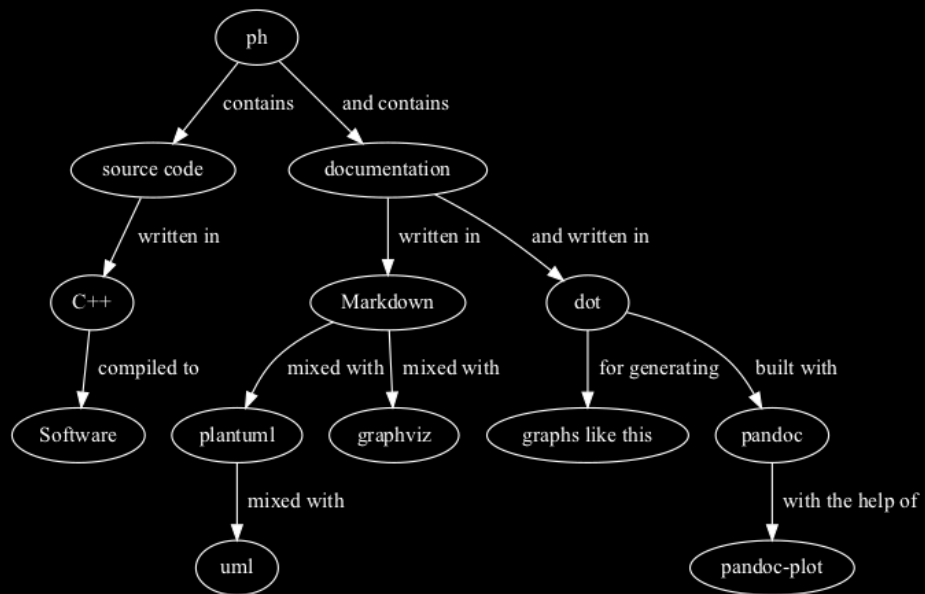 ph
contains
and contains
source code
documentation
written in
written in
and written in
C++
Markdown
dot
compiled to
mixed with
mixed with
for generating
built with
Software
plantuml
graphviz
graphs like this
pandoc
mixed with
with the help of
uml
pandoc-plot